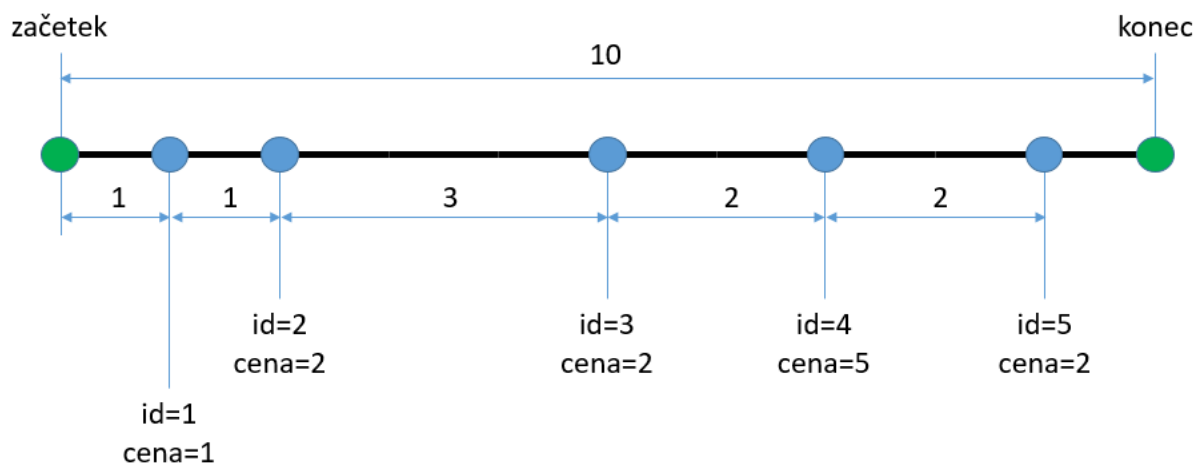 začetek
konec
10
1
1
3
2
2
id=2
cena=2
id=3
cena=2
id=4
cena=5
id=5
cena=2
id=1
cena=1